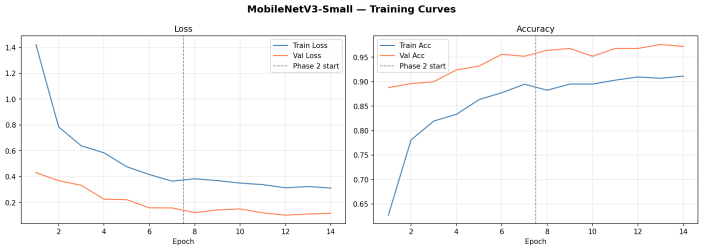 MobileNetV3-Small — Training Curves
Loss
Train Loss
Val Loss
Phase 2 start
1.4
1.2
1.0
0.8
0.6
0.4
0.2
2 4 6 8 10 12 14
Epoch
Accuracy
Train Acc
Val Acc
Phase 2 start
0.95
0.90
0.85
0.80
0.75
0.70
0.65
2 4 6 8 10 12 14
Epoch